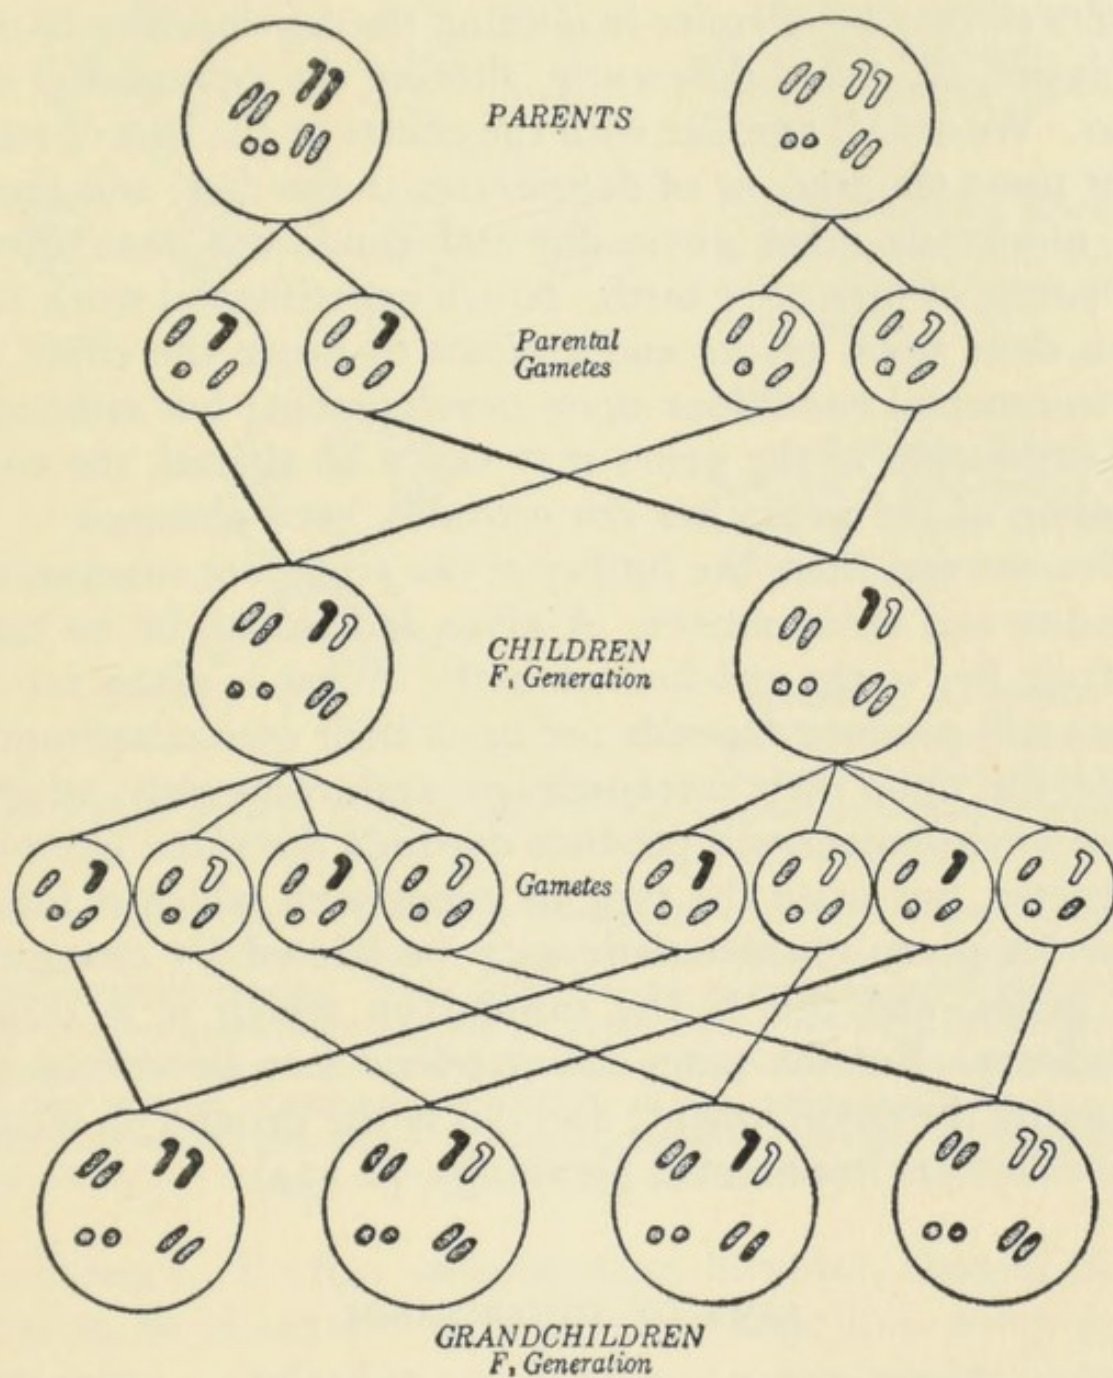 PARENTS
Parental
Gametes
CHILDREN
F, Generation
Gametes
GRANDCHILDREN
F, Generation